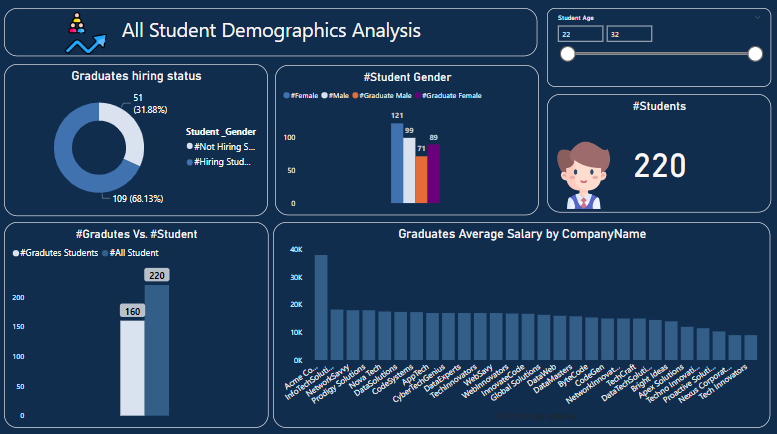 All Student Demographics Analysis
Student Age
22
32
Graduates hiring status
51
(31.88%)
Student _Gender
#Not Hiring S...
#Hiring Stud...
109 (68.13%)
#Student Gender
#Female
#Male
#Graduate Male
#Graduate Female
100
50
0
121
99
71
89
#Students
220
#Gradutes Vs. #Student
#Gradutes Students
#All Student
200
150
100
50
0
160
220
Graduates Average Salary by CompanyName
40K
30K
20K
10K
0K
Acme Co...
InfoTechSoluti...
NetworkSavvy
Prodigy Solutions
Nova Tech
DataSolutions
CodeSystems
AppTech
CyberTechGenius
DataExperts
TechInnovators
WebSavvy
WebInnovators
InnovateCode
Global Solutions
DataWeb
DataMasters
ByteCode
CodeGen
NetworkInnovat...
TechCraft
DataTechSoluti...
Bright Ideas
Apex Solutions
Techno Innovati...
Proactive Soluti...
Nexus Corporat...
Tech Innovators